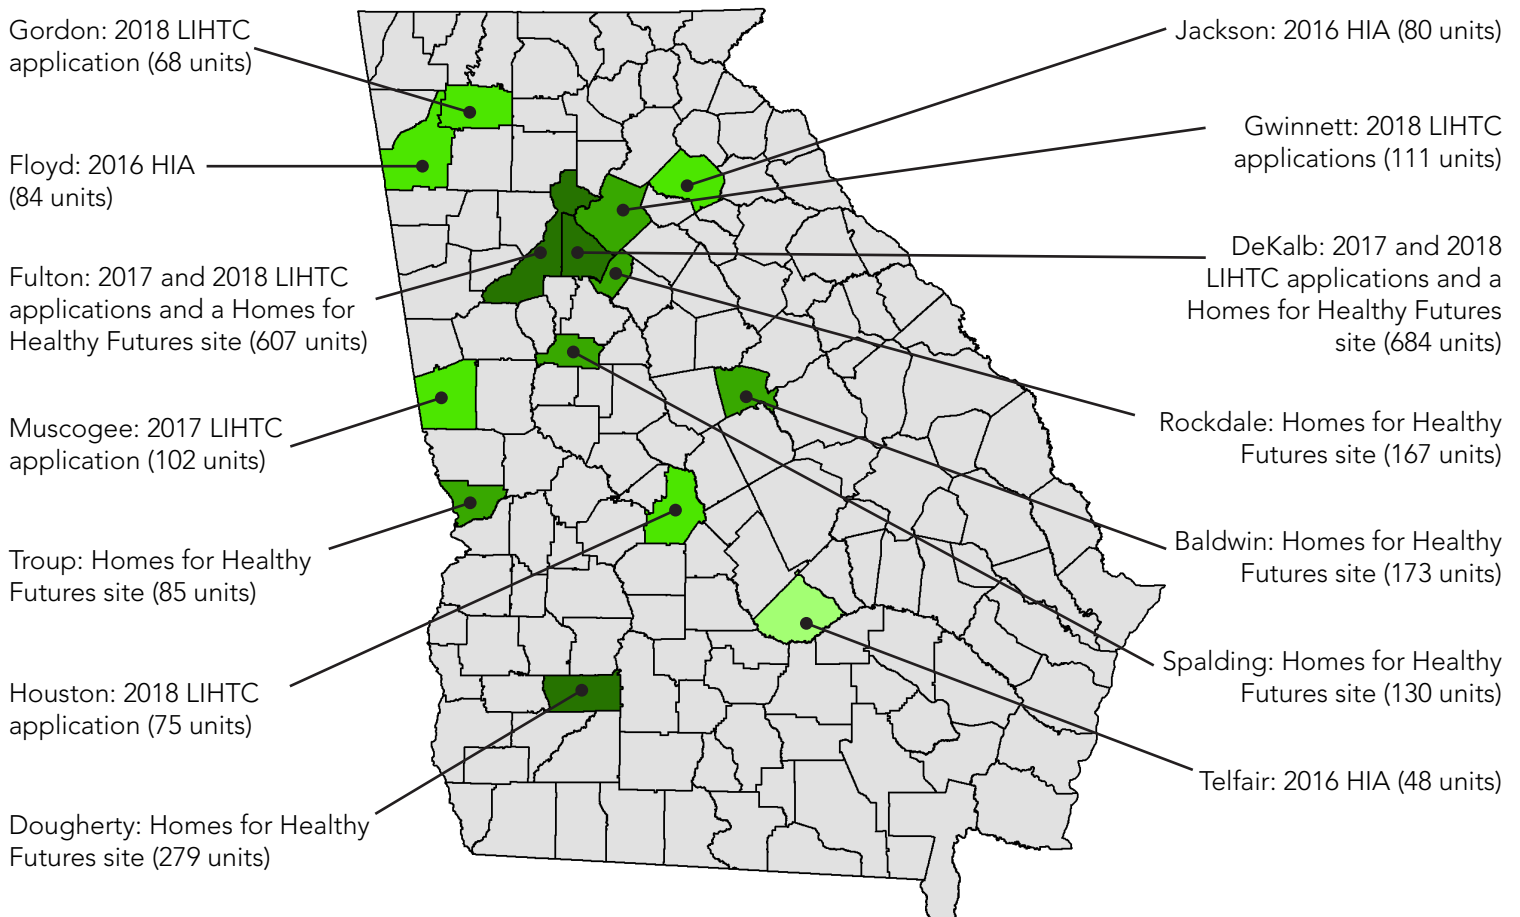 Gordon: 2018 LIHTC
application (68 units)
Floyd: 2016 HIA
(84 units)
Fulton: 2017 and 2018 LIHTC
applications and a Homes for
Healthy Futures site (607 units)
Muscogee: 2017 LIHTC
application (102 units)
Troup: Homes for Healthy
Futures site (85 units)
Houston: 2018 LIHTC
application (75 units)
Dougherty: Homes for Healthy
Futures site (279 units)
Jackson: 2016 HIA (80 units)
Gwinnett: 2018 LIHTC
applications (111 units)
DeKalb: 2017 and 2018
LIHTC applications and a
Homes for Healthy Futures
site (684 units)
Rockdale: Homes for Healthy
Futures site (167 units)
Baldwin: Homes for Healthy
Futures site (173 units)
Spalding: Homes for Healthy
Futures site (130 units)
Telfair: 2016 HIA (48 units)